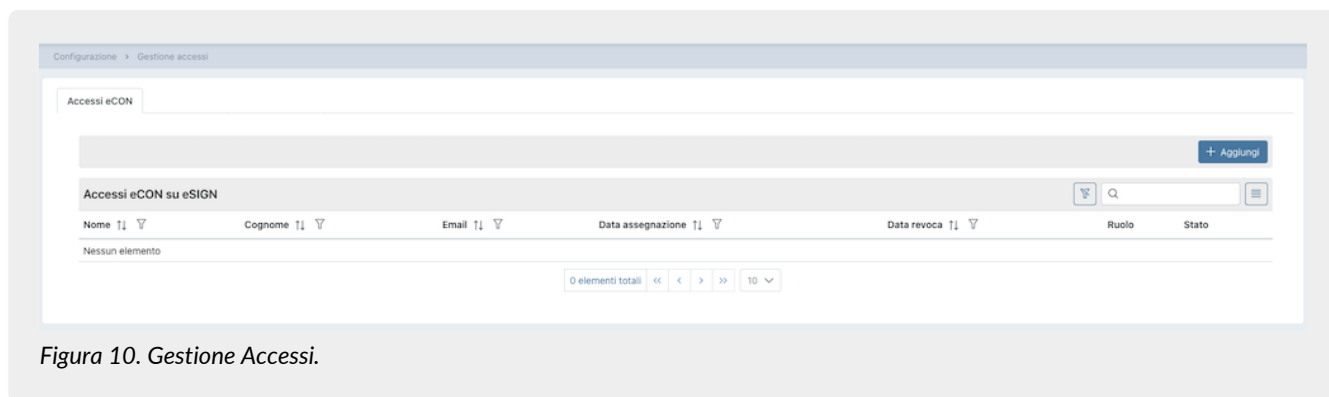 Configurazione › Gestione accessi
Accessi eCON
+ Aggiungi
Accessi eCON su eSIGN
Nome Cognome Email Data assegnazione Data revoca Ruolo Stato
Nessun elemento
0 elementi totali « ‹ › » 10
Figura 10. Gestione Accessi.